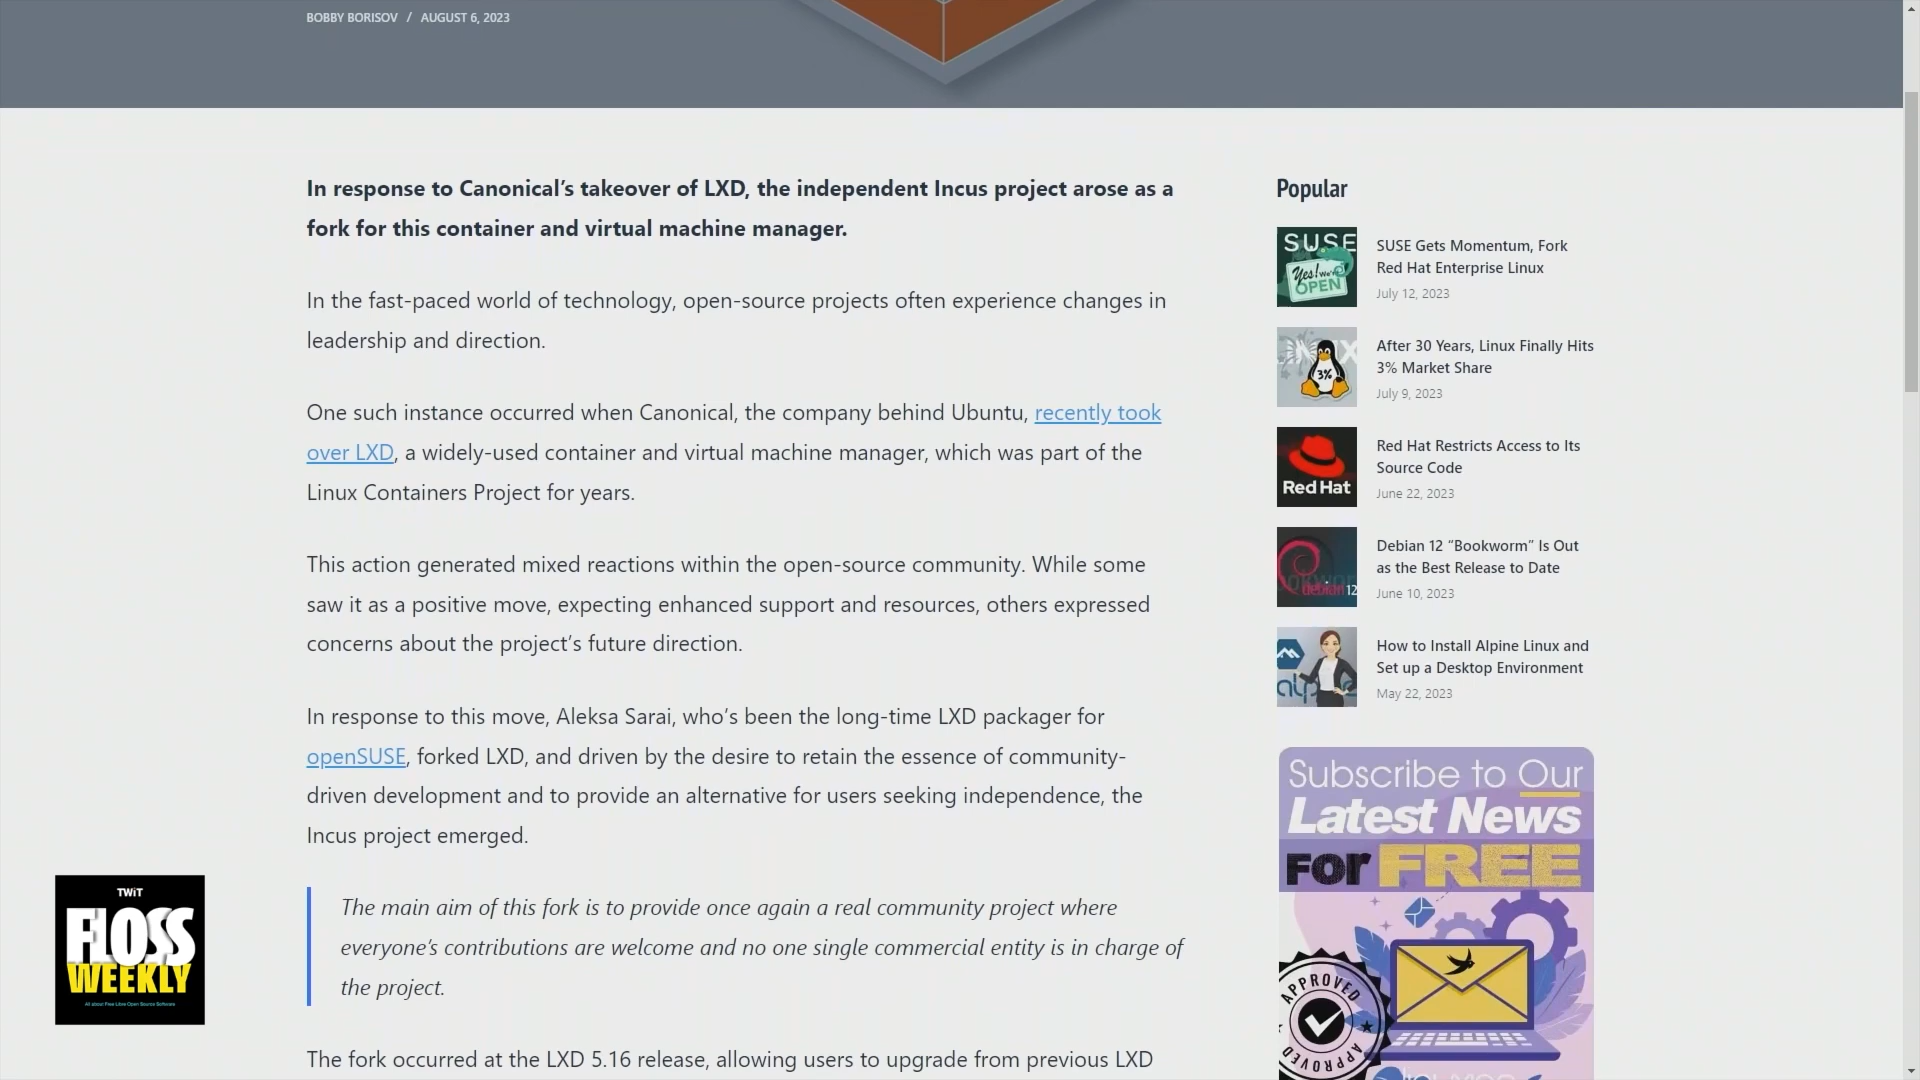 BOBBY BORISOV / AUGUST 6, 2023
In response to Canonical’s takeover of LXD, the independent Incus project arose as a
fork for this container and virtual machine manager.
In the fast-paced world of technology, open-source projects often experience changes in
leadership and direction.
One such instance occurred when Canonical, the company behind Ubuntu, recently took
over LXD, a widely-used container and virtual machine manager, which was part of the
Linux Containers Project for years.
This action generated mixed reactions within the open-source community. While some
saw it as a positive move, expecting enhanced support and resources, others expressed
concerns about the project’s future direction.
In response to this move, Aleksa Sarai, who’s been the long-time LXD packager for
openSUSE, forked LXD, and driven by the desire to retain the essence of community-
driven development and to provide an alternative for users seeking independence, the
Incus project emerged.
The main aim of this fork is to provide once again a real community project where
everyone’s contributions are welcome and no one single commercial entity is in charge of
the project.
The fork occurred at the LXD 5.16 release, allowing users to upgrade from previous LXD
Popular
SUSE
Yes! We're
OPEN
SUSE Gets Momentum, Fork
Red Hat Enterprise Linux
July 12, 2023
3%
After 30 Years, Linux Finally Hits
3% Market Share
July 9, 2023
Red Hat
Red Hat Restricts Access to Its
Source Code
June 22, 2023
debian 12
Debian 12 “Bookworm” Is Out
as the Best Release to Date
June 10, 2023
How to Install Alpine Linux and
Set up a Desktop Environment
May 22, 2023
Subscribe to Our
Latest News
FOR FREE
APPROVED
APPROVED
TWiT
FLOSS
WEEKLY
All about Free Libre Open Source Software